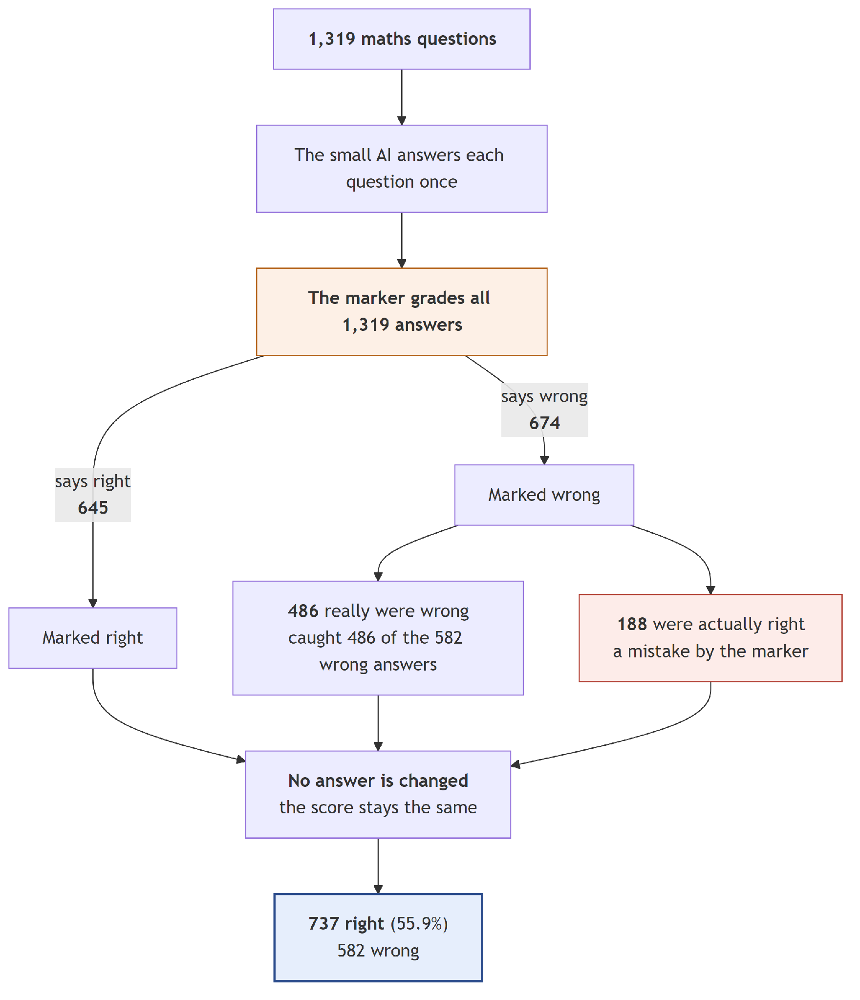 1,319 maths questions
The small AI answers each
question once
The marker grades all
1,319 answers
says wrong
674
says right
645
Marked wrong
Marked right
486 really were wrong
caught 486 of the 582
wrong answers
188 were actually right
a mistake by the marker
No answer is changed
the score stays the same
737 right (55.9%)
582 wrong